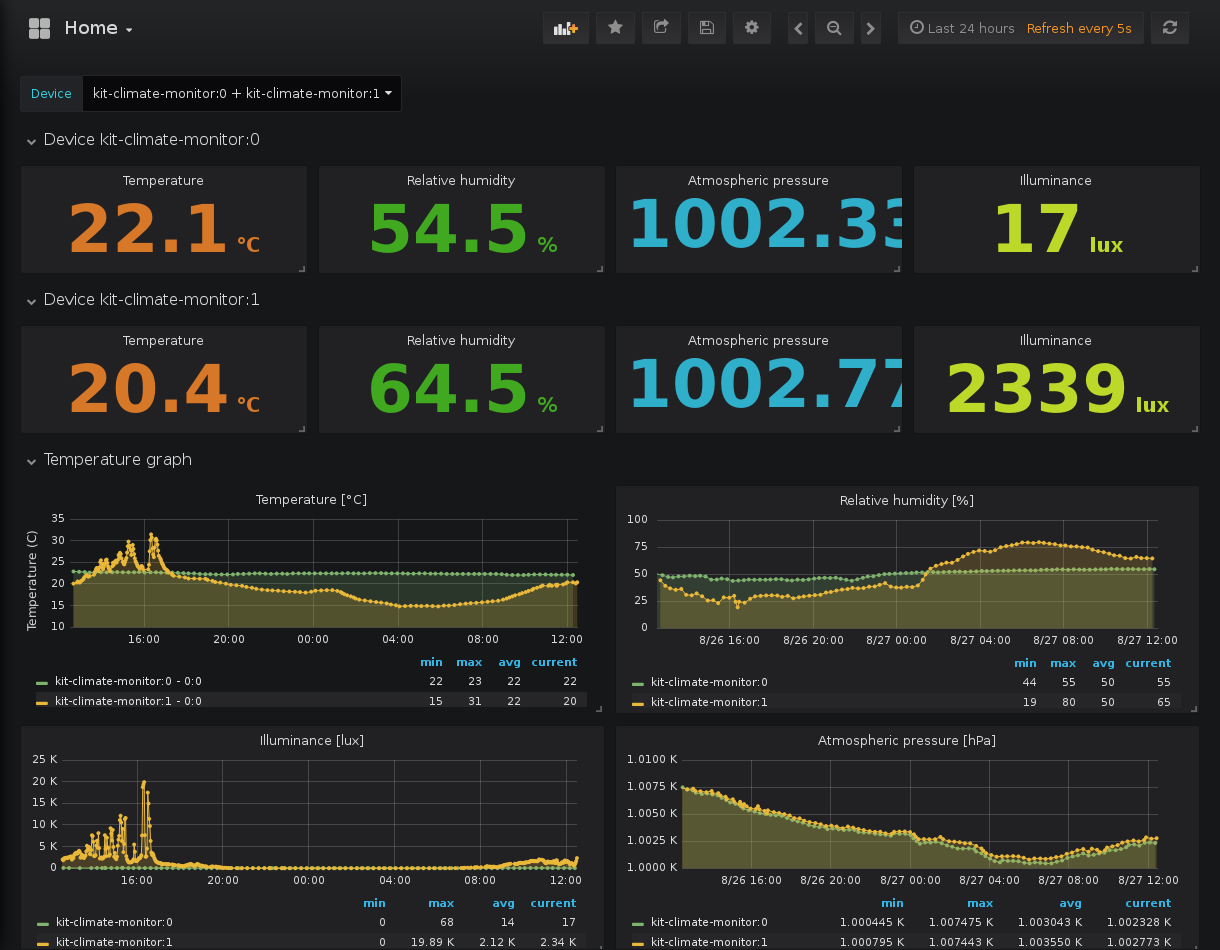 Home
Last 24 hours Refresh every 5s
Device kit-climate-monitor:0 + kit-climate-monitor:1
Device kit-climate-monitor:0
Temperature Relative humidity Atmospheric pressure Illuminance
22.1 °C 54.5 % 1002.33 17 lux
Device kit-climate-monitor:1
Temperature Relative humidity Atmospheric pressure Illuminance
20.4 °C 64.5 % 1002.77 2339 lux
Temperature graph
Temperature [°C]
Temperature (C)
35
30
25
20
15
10
16:00 20:00 00:00 04:00 08:00 12:00
min max avg current
kit-climate-monitor:0 - 0:0 22 23 22 22
kit-climate-monitor:1 - 0:0 15 31 22 20
Relative humidity [%]
100
75
50
25
0
8/26 16:00 8/26 20:00 8/27 00:00 8/27 04:00 8/27 08:00 8/27 12:00
min max avg current
kit-climate-monitor:0 44 55 50 55
kit-climate-monitor:1 19 80 50 65
Illuminance [lux]
25 K
20 K
15 K
10 K
5 K
0
16:00 20:00 00:00 04:00 08:00 12:00
min max avg current
kit-climate-monitor:0 0 68 14 17
kit-climate-monitor:1 0 19.89 K 2.12 K 2.34 K
Atmospheric pressure [hPa]
1.0100 K
1.0075 K
1.0050 K
1.0025 K
1.0000 K
8/26 16:00 8/26 20:00 8/27 00:00 8/27 04:00 8/27 08:00 8/27 12:00
min max avg current
kit-climate-monitor:0 1.000445 K 1.007475 K 1.003043 K 1.002328 K
kit-climate-monitor:1 1.000795 K 1.007443 K 1.003550 K 1.002773 K